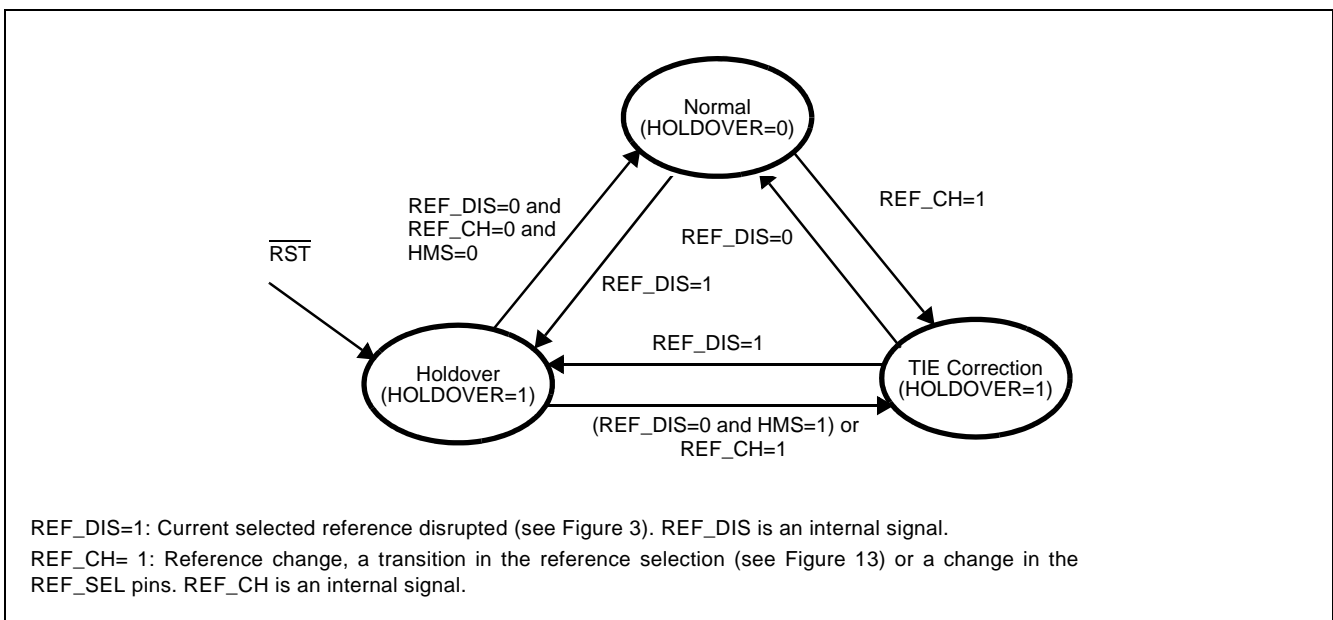 Normal
(HOLDOVER=0)
REF_CH=1
REF_DIS=0 and
REF_CH=0 and
HMS=0
REF_DIS=0
RST
REF_DIS=1
REF_DIS=1
Holdover
(HOLDOVER=1)
TIE Correction
(HOLDOVER=1)
(REF_DIS=0 and HMS=1) or
REF_CH=1
REF_DIS=1: Current selected reference disrupted (see Figure 3). REF_DIS is an internal signal.
REF_CH= 1: Reference change, a transition in the reference selection (see Figure 13) or a change in the
REF_SEL pins. REF_CH is an internal signal.